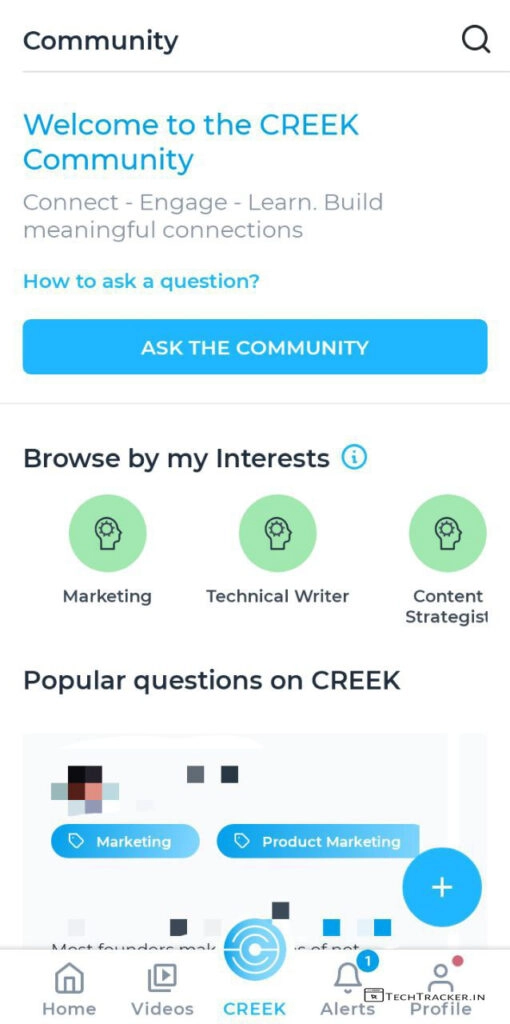 Community
Welcome to the CREEK
Community
Connect - Engage - Learn. Build
meaningful connections
How to ask a question?
ASK THE COMMUNITY
Browse by my Interests
Marketing
Technical Writer
Content
Strategist
Popular questions on CREEK
Marketing
Product Marketing
Most founders mak s of not
1
Home
Videos
CREEK
Alerts
Profile
TECHTRACKER.IN